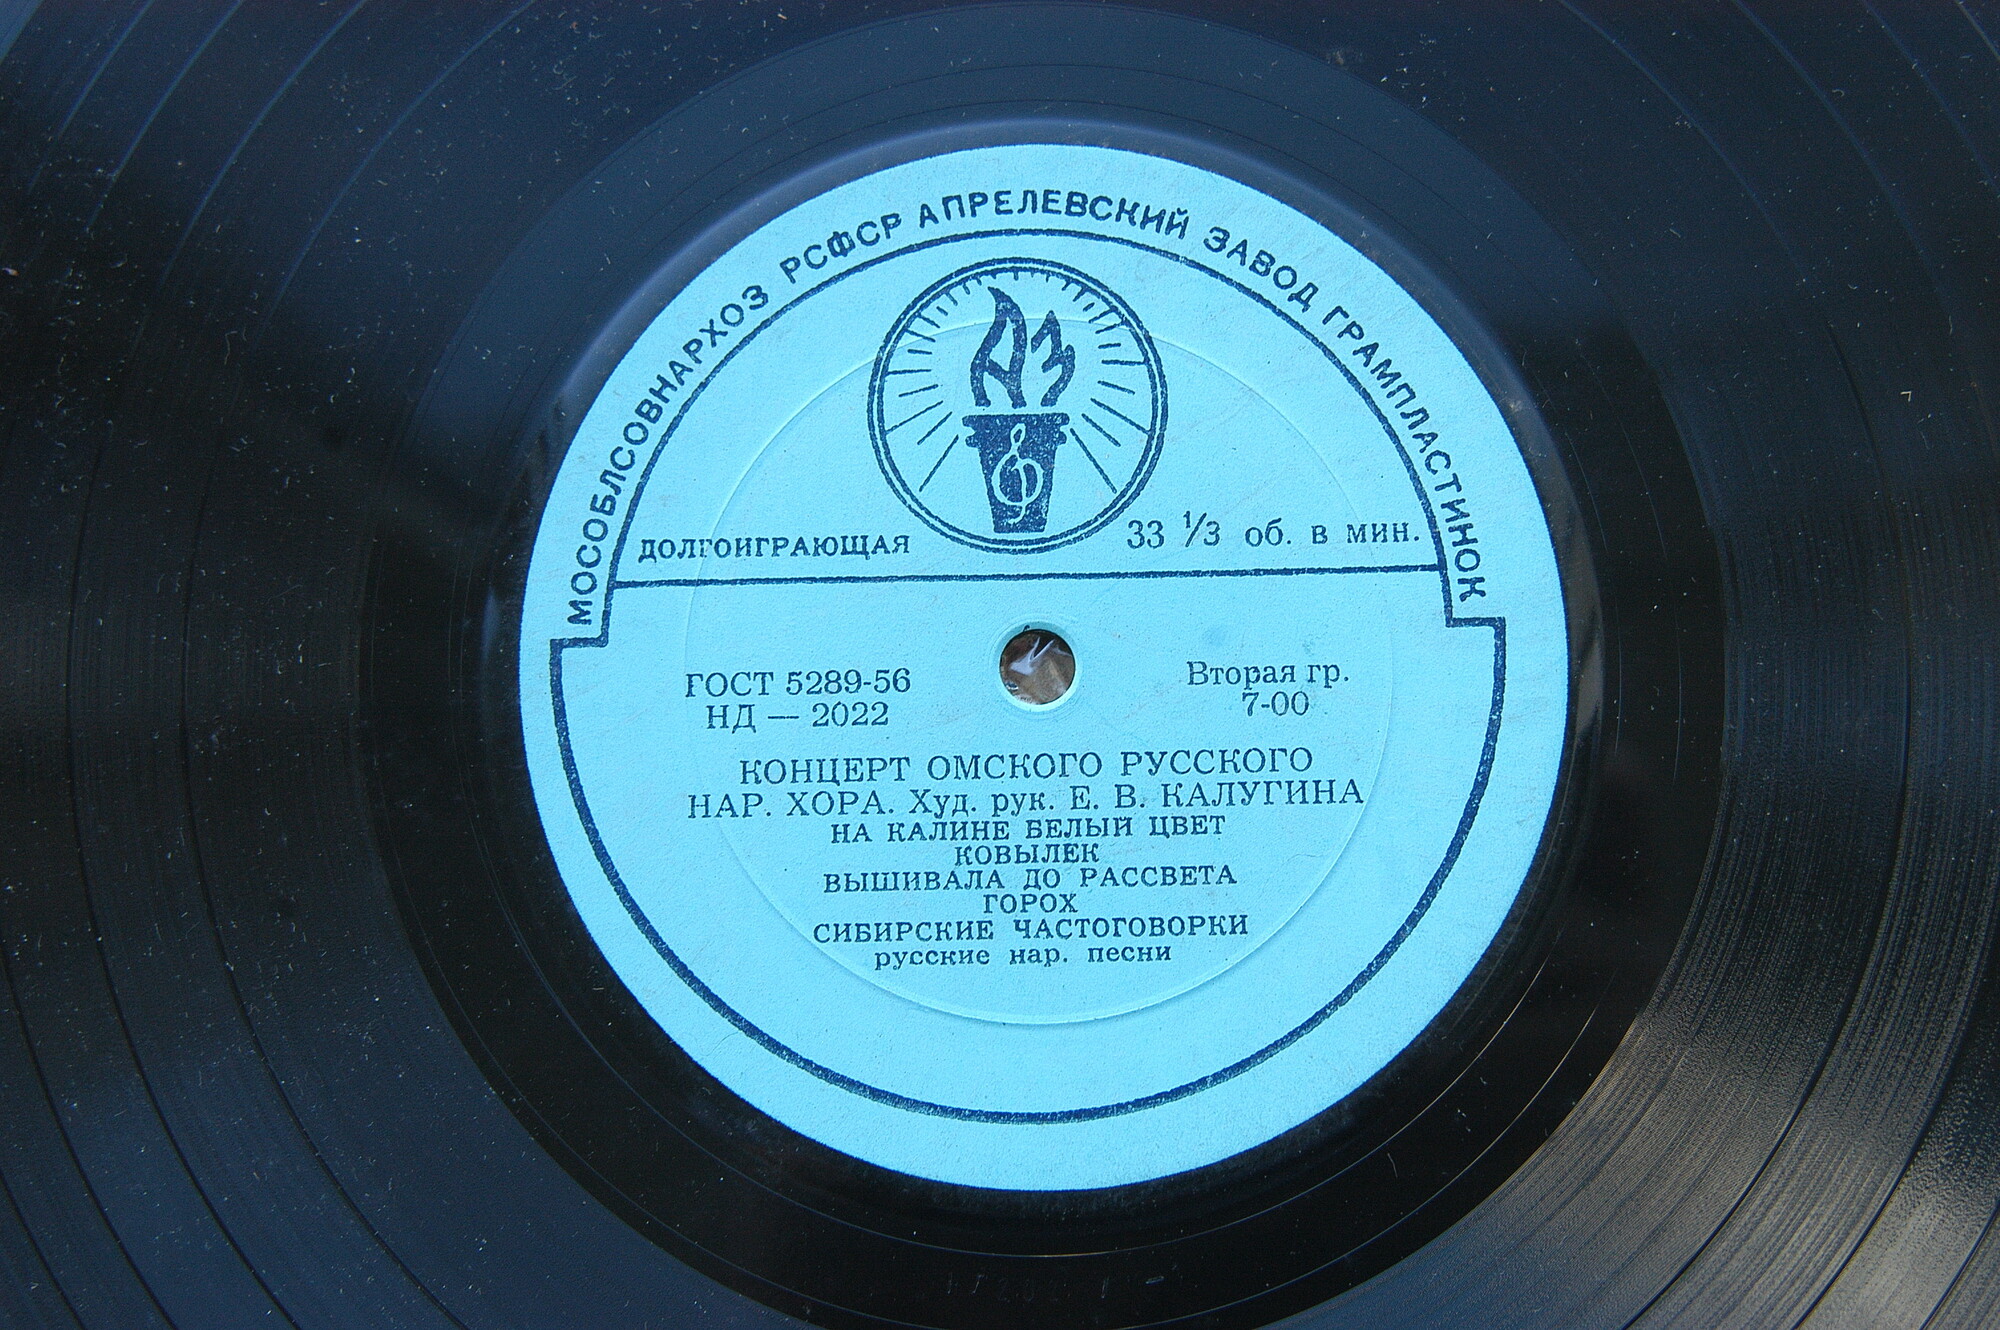 МОСОБЛСОВНАРХОЗ РСФСР АПРЕЛЕВСКИЙ ЗАВОД ГРАМПЛАСТИНОК
АЗ
ДОЛГОИГРАЮЩАЯ 33 1/3 об. в мин.
ГОСТ 5289-56 Вторая гр.
НД — 2022 7-00
КОНЦЕРТ ОМСКОГО РУССКОГО
НАР. ХОРА. Худ. рук. Е. В. КАЛУГИНА
НА КАЛИНЕ БЕЛЫЙ ЦВЕТ
КОВЫЛЕК
ВЫШИВАЛА ДО РАССВЕТА
ГОРОХ
СИБИРСКИЕ ЧАСТОГОВОРКИ
русские нар. песни